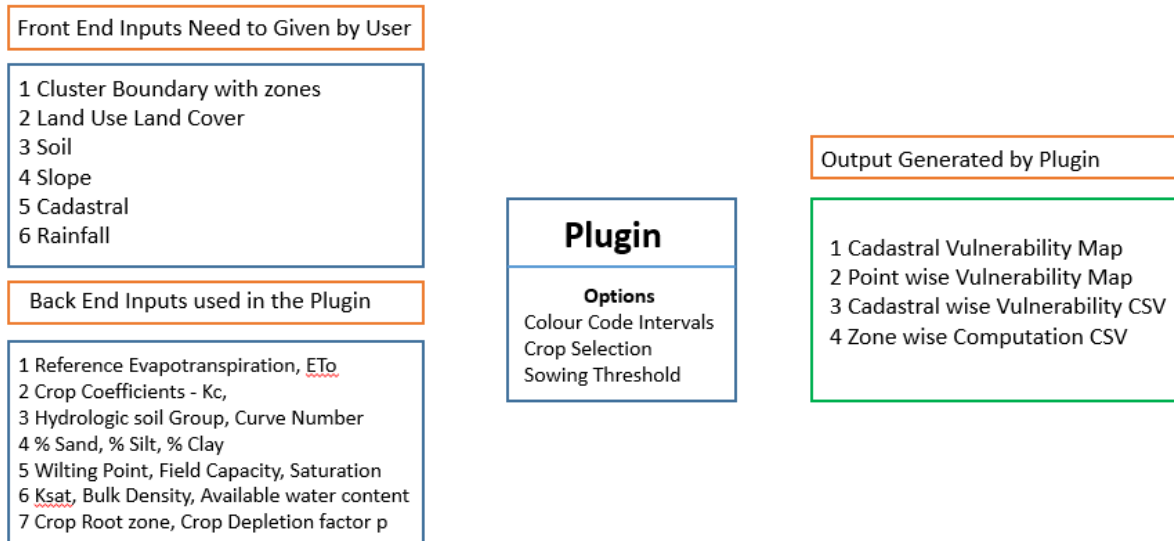 Front End Inputs Need to Given by User
1 Cluster Boundary with zones
2 Land Use Land Cover
3 Soil
4 Slope
5 Cadastral
6 Rainfall
Back End Inputs used in the Plugin
1 Reference Evapotranspiration, ETo
2 Crop Coefficients - Kc,
3 Hydrologic soil Group, Curve Number
4 % Sand, % Silt, % Clay
5 Wilting Point, Field Capacity, Saturation
6 Ksat, Bulk Density, Available water content
7 Crop Root zone, Crop Depletion factor p
Plugin
Options
Colour Code Intervals
Crop Selection
Sowing Threshold
Output Generated by Plugin
1 Cadastral Vulnerability Map
2 Point wise Vulnerability Map
3 Cadastral wise Vulnerability CSV
4 Zone wise Computation CSV